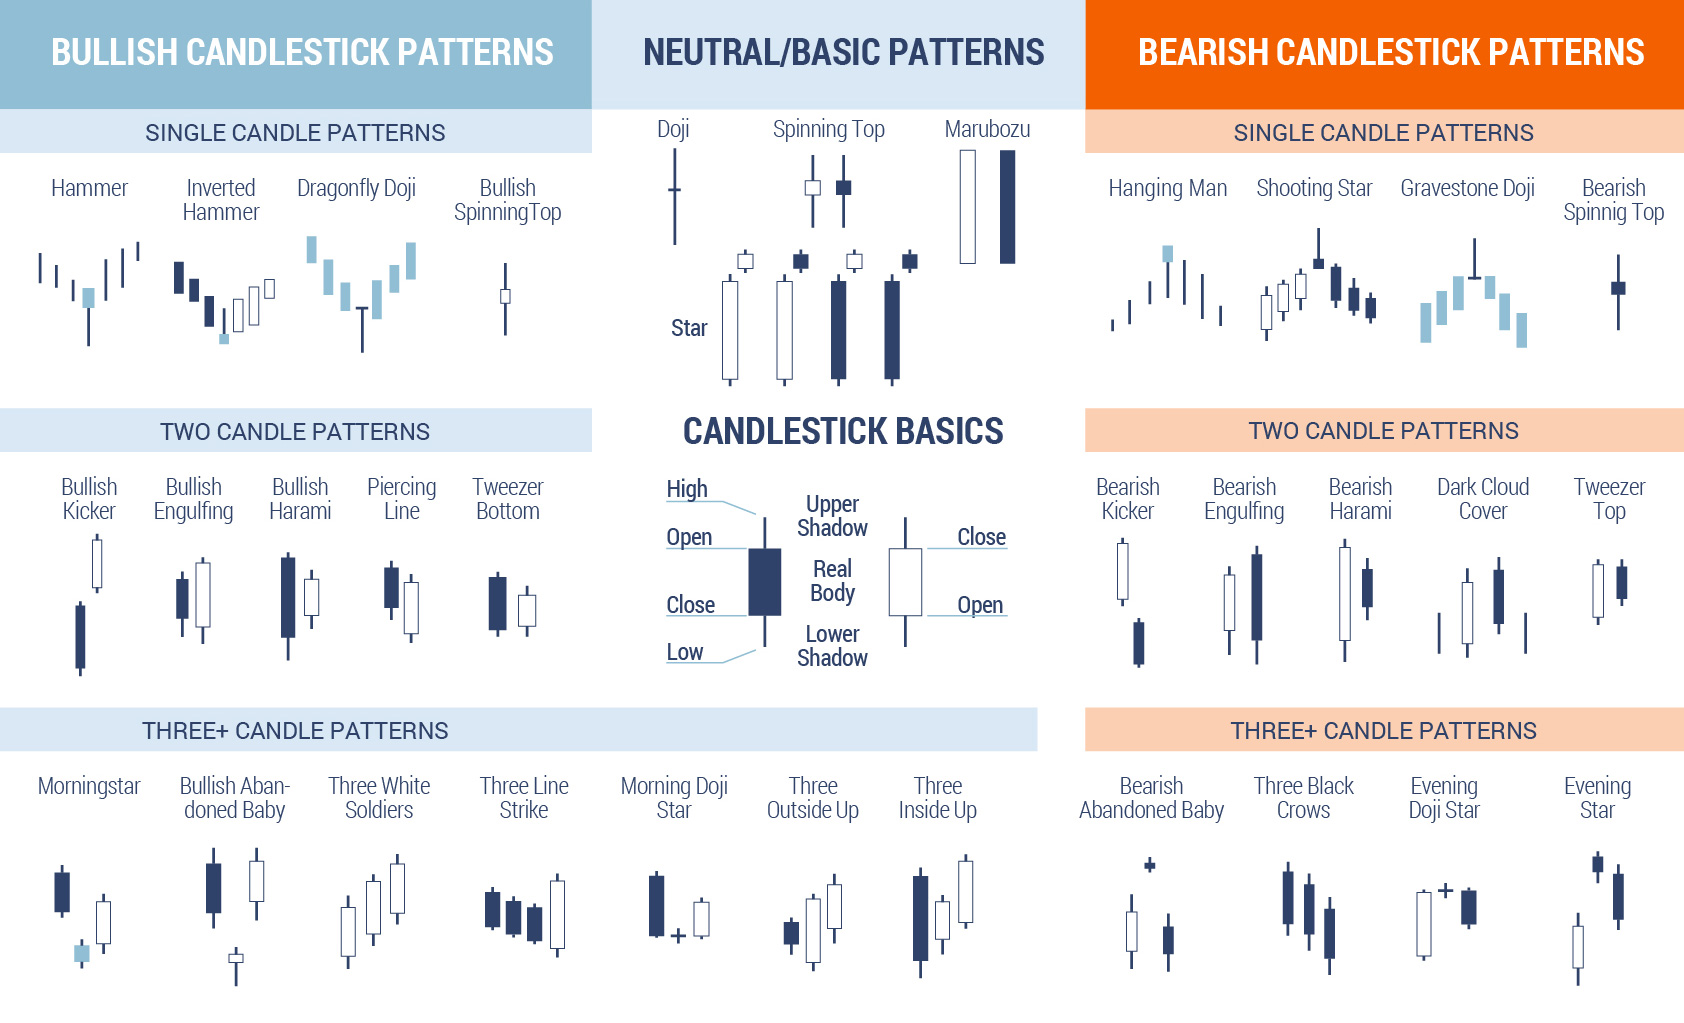 BULLISH CANDLESTICK PATTERNS
NEUTRAL/BASIC PATTERNS
BEARISH CANDLESTICK PATTERNS
SINGLE CANDLE PATTERNS
Hammer
Inverted
Hammer
Dragonfly Doji
Bullish
SpinningTop
Doji
Spinning Top
Marubozu
Star
SINGLE CANDLE PATTERNS
Hanging Man
Shooting Star
Gravestone Doji
Bearish
Spinnig Top
TWO CANDLE PATTERNS
Bullish
Kicker
Bullish
Engulfing
Bullish
Harami
Piercing
Line
Tweezer
Bottom
CANDLESTICK BASICS
High
Open
Close
Low
Upper
Shadow
Real
Body
Lower
Shadow
Close
Open
TWO CANDLE PATTERNS
Bearish
Kicker
Bearish
Engulfing
Bearish
Harami
Dark Cloud
Cover
Tweezer
Top
THREE+ CANDLE PATTERNS
Morningstar
Bullish Aban-
doned Baby
Three White
Soldiers
Three Line
Strike
Morning Doji
Star
Three
Outside Up
Three
Inside Up
THREE+ CANDLE PATTERNS
Bearish
Abandoned Baby
Three Black
Crows
Evening
Doji Star
Evening
Star